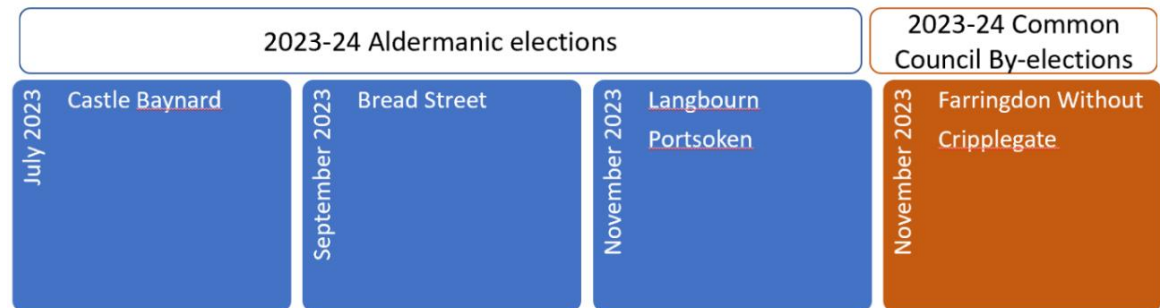 2023-24 Aldermanic elections
2023-24 Common
Council By-elections
July 2023
Castle Baynard
September 2023
Bread Street
November 2023
Langbourn
Portsoken
November 2023
Farringdon Without
Cripplegate